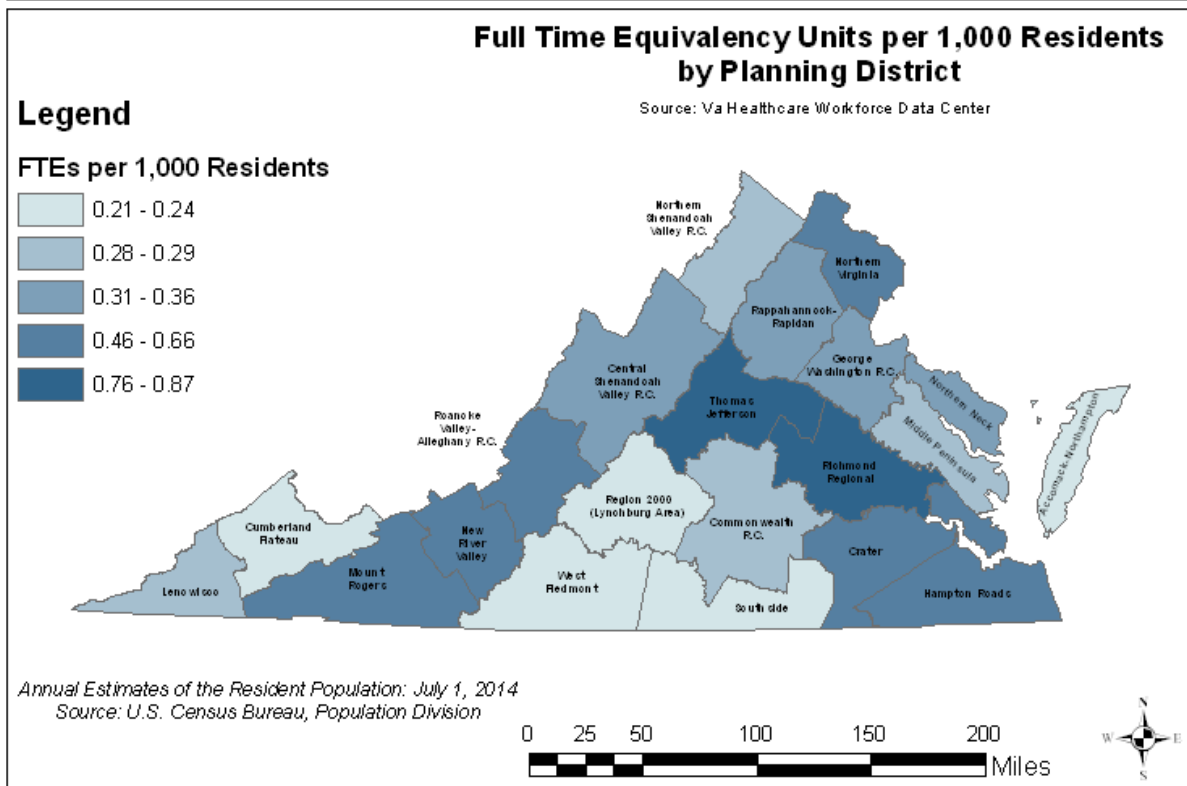 Full Time Equivalency Units per 1,000 Residents
by Planning District
Source: Va Healthcare Workforce Data Center
Legend
FTEs per 1,000 Residents
0.21 - 0.24
0.28 - 0.29
0.31 - 0.36
0.46 - 0.66
0.76 - 0.87
Northern
Shenandoah
Valley R.C.
Northern
Virginia
Rappahannock-
Rapidan
Central
Shenandoah
Valley R.C.
George
Washington R.C.
Northern Neck
Thomas
Jefferson
Middle Peninsula
Accomack-Northampton
Roanoke
Valley-
Alleghany R.C.
Richmond
Regional
Region 2000
(Lynchburg Area)
Commonwealth
R.C.
Cumberland
Plateau
New
River
Valley
Crater
Mount
Rogers
West
Piedmont
Lenowisco
Southside
Hampton Roads
Annual Estimates of the Resident Population: July 1, 2014
Source: U.S. Census Bureau, Population Division
0 25 50 100 150 200
Miles
N
W E
S